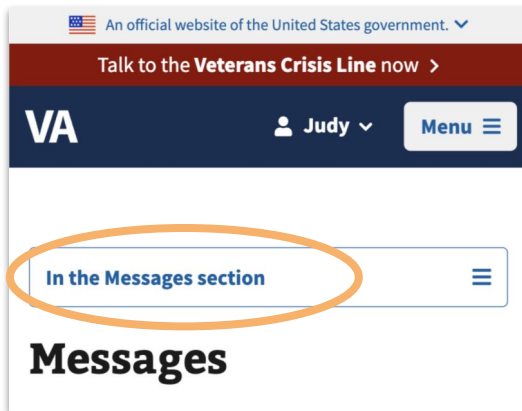 An official website of the United States government.
Talk to the Veterans Crisis Line now
VA Judy Menu
In the Messages section
Messages